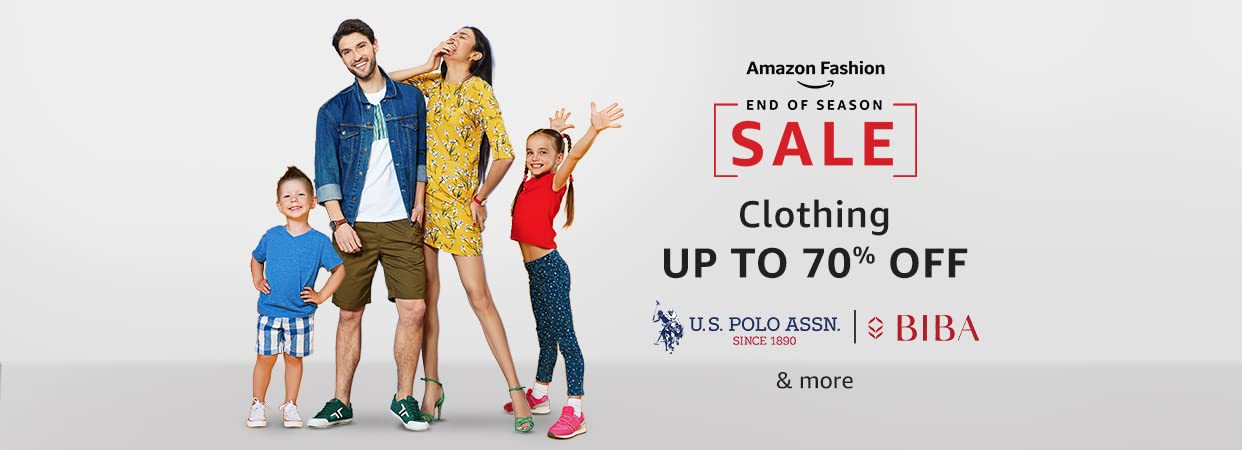 Amazon Fashion
END OF SEASON
SALE
Clothing
UP TO 70% OFF
U.S. POLO ASSN.
SINCE 1890
BIBA
& more